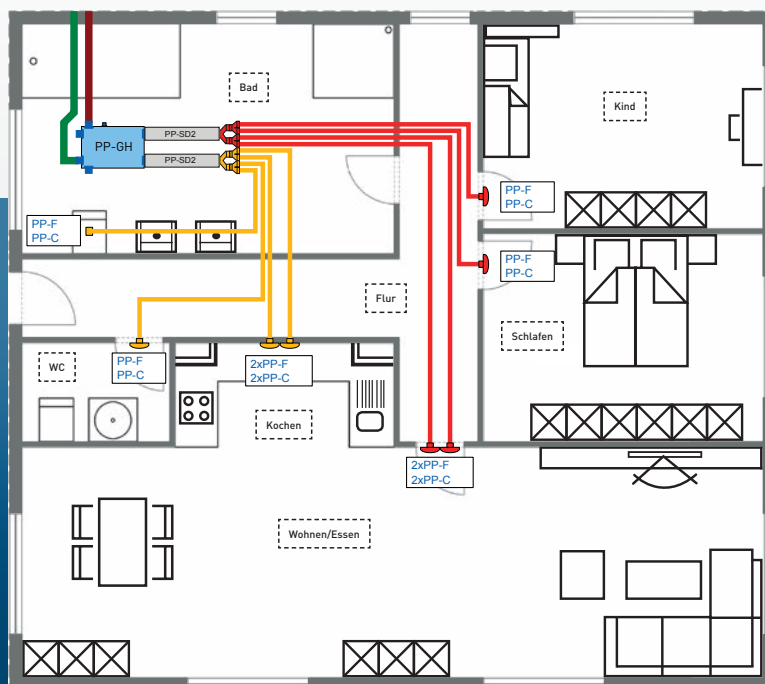 Bad
Kind
PP-SD2
PP-GH
PP-SD2
PP-F
PP-C
PP-F
PP-C
PP-F
PP-C
Flur
Schlafen
WC
PP-F
PP-C
2xPP-F
2xPP-C
Kochen
2xPP-F
2xPP-C
Wohnen/Essen